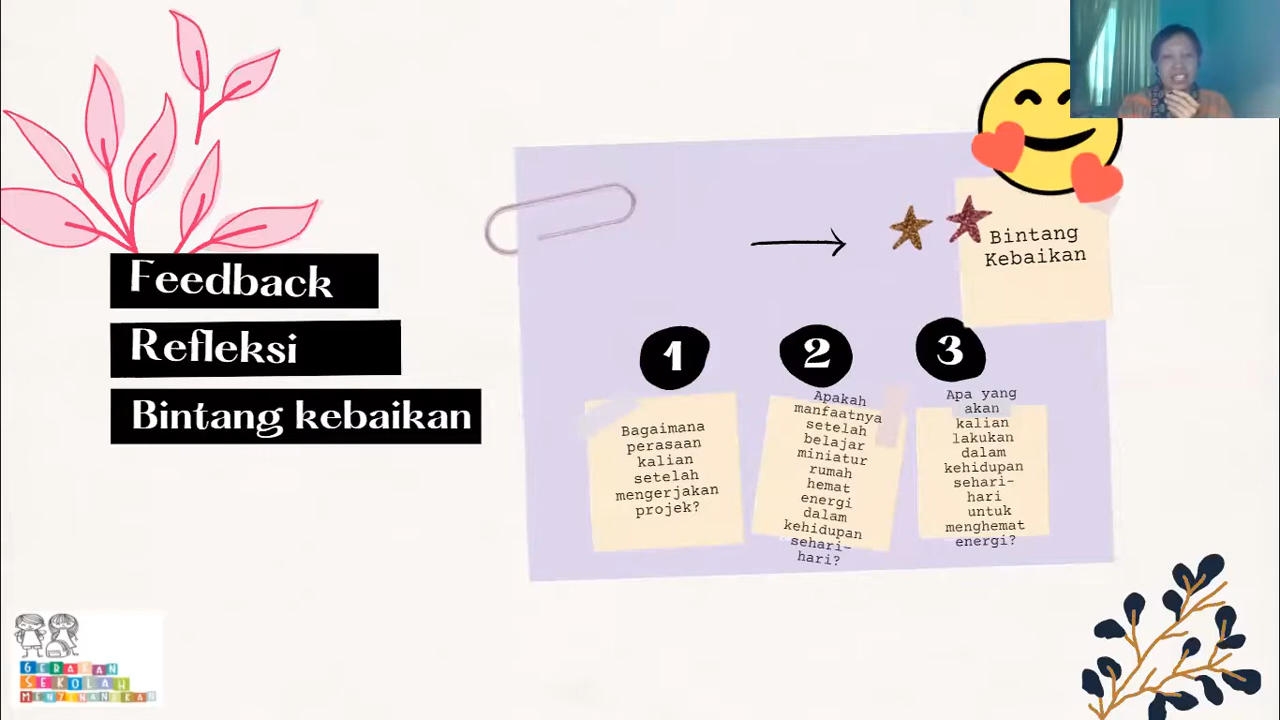 Feedback
Refleksi
Bintang kebaikan
Bintang
Kebaikan
1
2
3
Bagaimana
perasaan
kalian
setelah
mengerjakan
projek?
Apakah
manfaatnya
setelah
belajar
miniatur
rumah
hemat
energi
dalam
kehidupan
sehari-
hari?
Apa yang
akan
kalian
lakukan
dalam
kehidupan
sehari-
hari
untuk
menghemat
energi?
GERAKAN
SEKOLAH
MENYENANGKAN